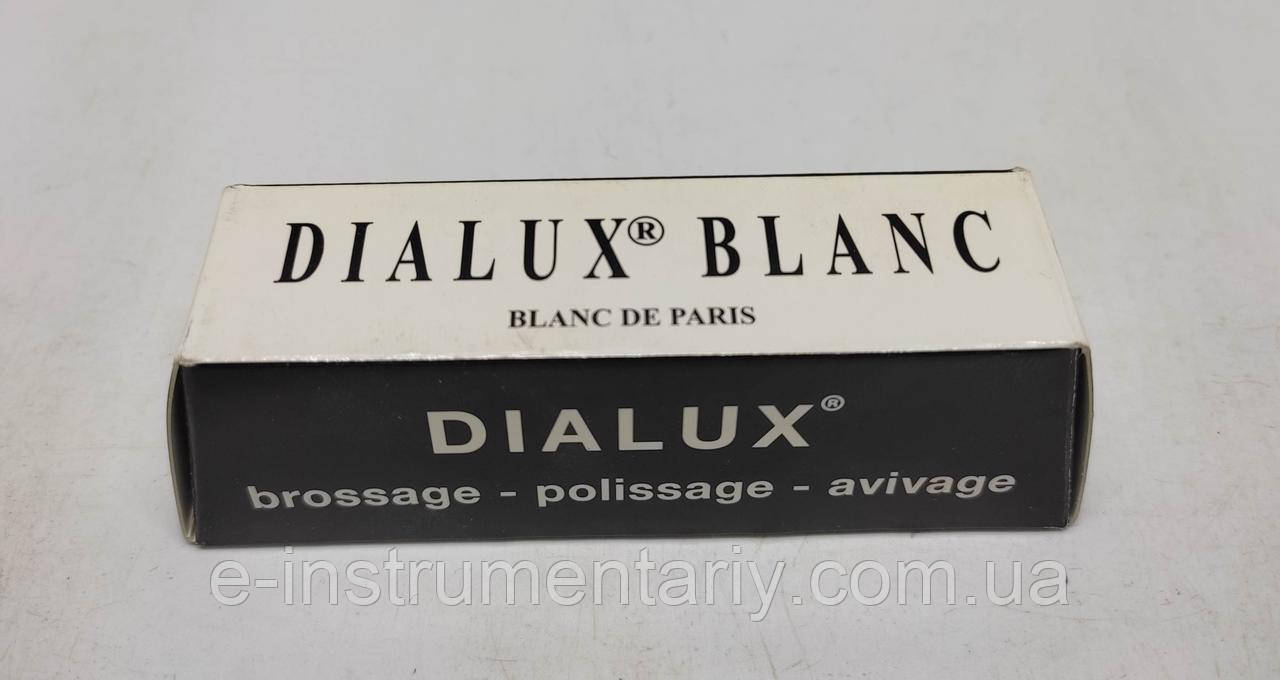 DIALUX® BLANC
BLANC DE PARIS
DIALUX®
brossage - polissage - avivage
e-instrumentariy.com.ua